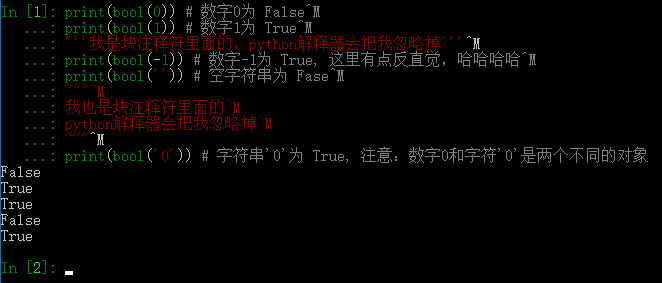 In [1]: print(bool(0)) # 数字0为 False^M
...: print(bool(1)) # 数字1为 True^M
...: '''我是块注释符里面的，python解释器会把我忽略掉'''^M
...: print(bool(-1)) # 数字-1为 True, 这里有点反直觉，哈哈哈哈^M
...: print(bool('')) # 空字符串为 Fase^M
...: """^M
...: 我也是块注释符里面的^M
...: python解释器会把我忽略掉^M
...: """^M
...: print(bool('0')) # 字符串'0'为 True, 注意：数字0和字符'0'是两个不同的对象
False
True
True
False
True
In [2]: